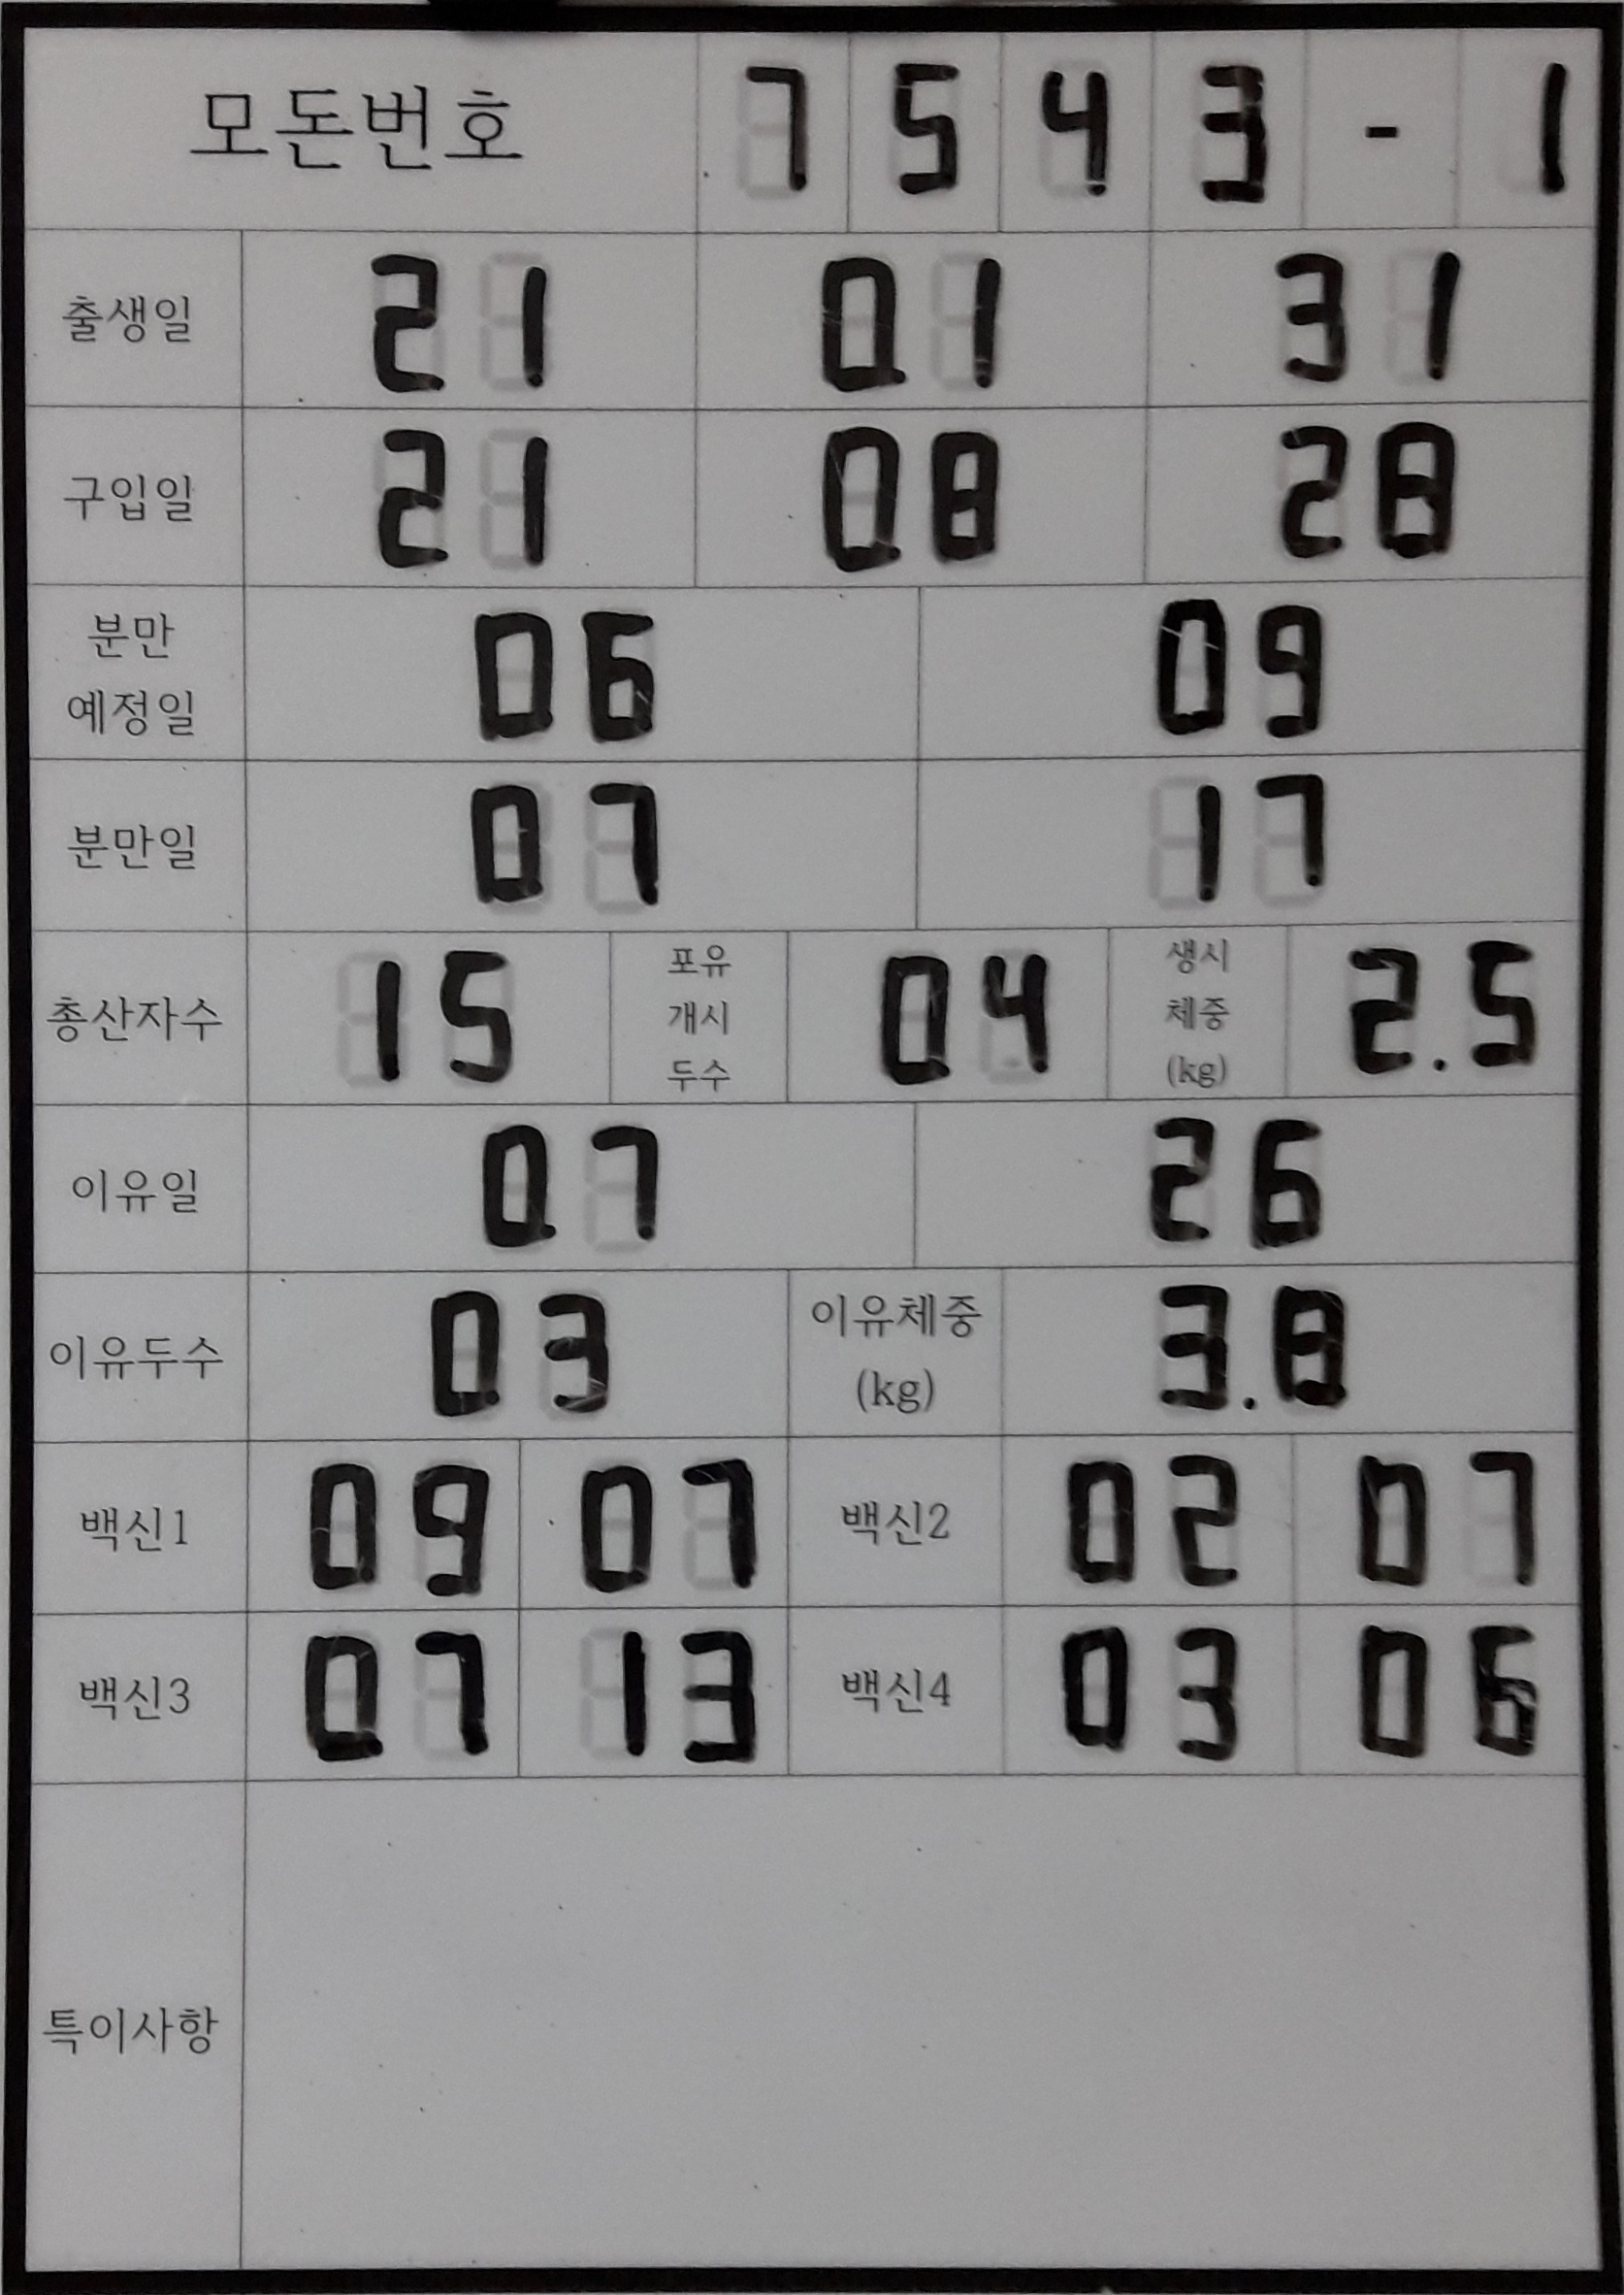 모돈번호 7 5 4 3 - 1
출생일 21 01 31
구입일 21 08 28
분만
예정일 06 09
분만일 07 17
총산자수 15 포유
개시
두수 04 생시
체중
(kg) 2.5
이유일 07 26
이유두수 03 이유체중
(kg) 3.8
백신1 09 07 백신2 02 07
백신3 07 13 백신4 03 06
특이사항